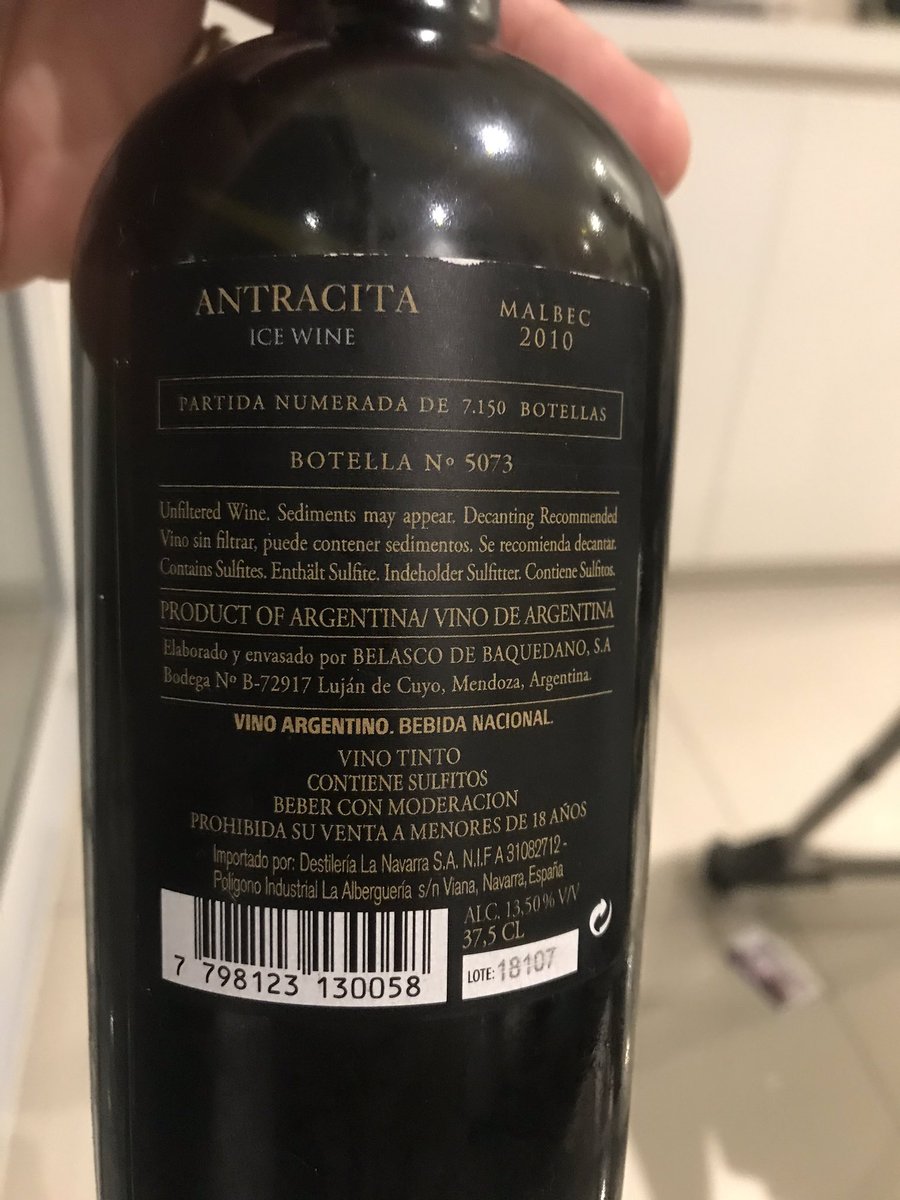 ANTRACITA
ICE WINE
MALBEC
2010
PARTIDA NUMERADA DE 7.150 BOTELLAS
BOTELLA Nº 5073
Unfiltered Wine. Sediments may appear. Decanting Recommended
Vino sin filtrar, puede contener sedimentos. Se recomienda decantar.
Contains Sulfites. Enthält Sulfite. Indeholder Sulfitter. Contiene Sulfitos.
PRODUCT OF ARGENTINA/ VINO DE ARGENTINA
Elaborado y envasado por BELASCO DE BAQUEDANO, S.A
Bodega Nº B-72917 Luján de Cuyo, Mendoza, Argentina.
VINO ARGENTINO. BEBIDA NACIONAL.
VINO TINTO
CONTIENE SULFITOS
BEBER CON MODERACION
PROHIBIDA SU VENTA A MENORES DE 18 AÑOS
Importado por: Destilería La Navarra S.A. N.I.F A 31082712 -
Polígono Industrial La Alberguería s/n Viana, Navarra, España
ALC. 13,50% V/V
37,5 CL
LOTE: 18107
7 798123 130058